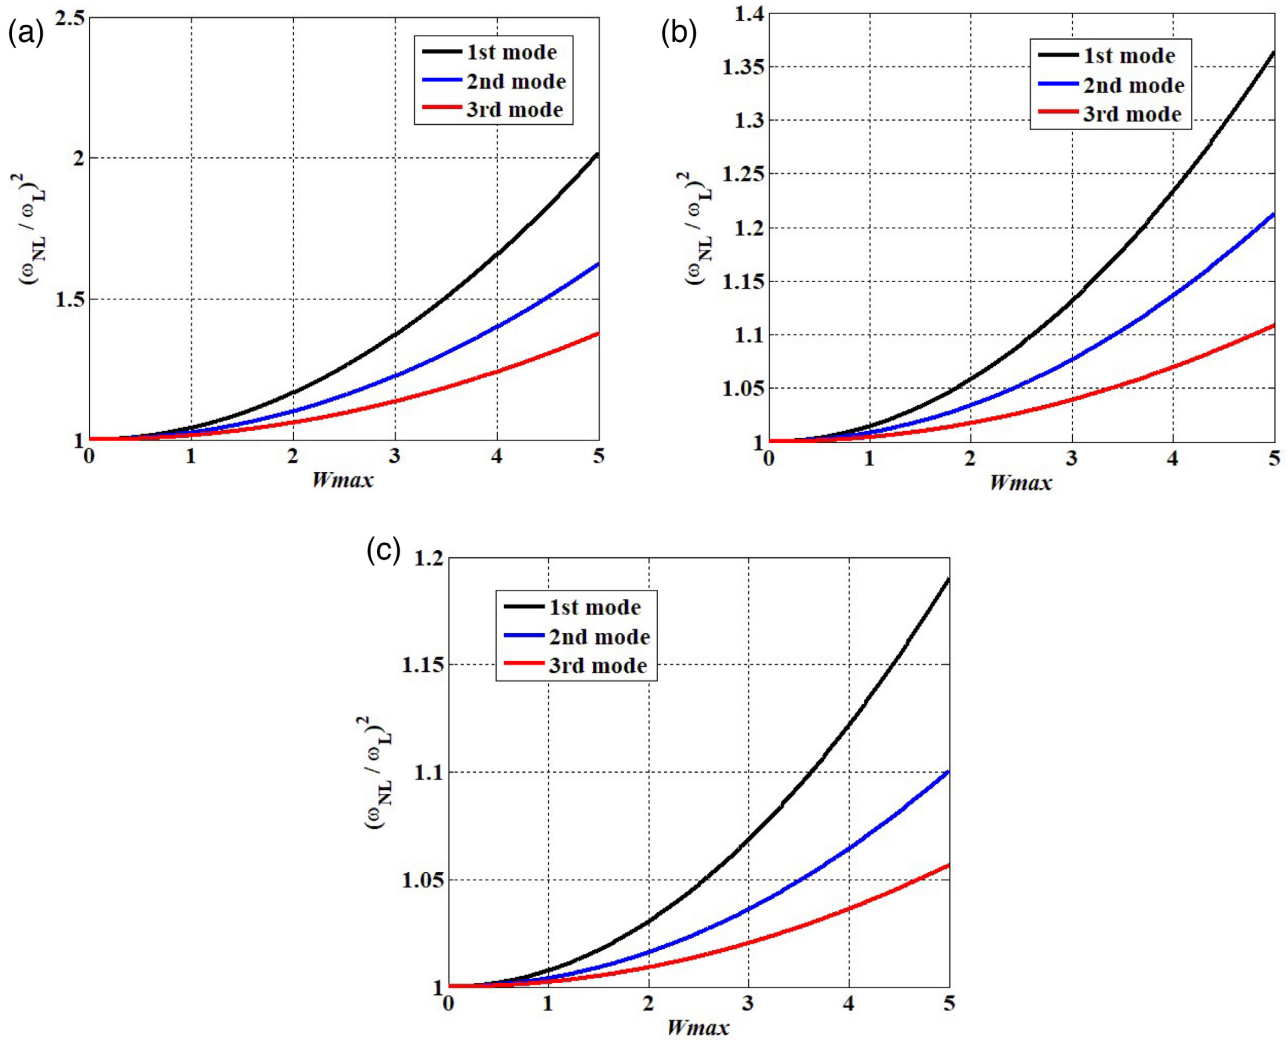 (a)
2.5
2
1.5
1
(ω_NL / ω_L)^2
1st mode
2nd mode
3rd mode
0 1 2 3 4 5
Wmax
(b)
1.4
1.35
1.3
1.25
1.2
1.15
1.1
1.05
1
(ω_NL / ω_L)^2
1st mode
2nd mode
3rd mode
0 1 2 3 4 5
Wmax
(c)
1.2
1.15
1.1
1.05
1
(ω_NL / ω_L)^2
1st mode
2nd mode
3rd mode
0 1 2 3 4 5
Wmax